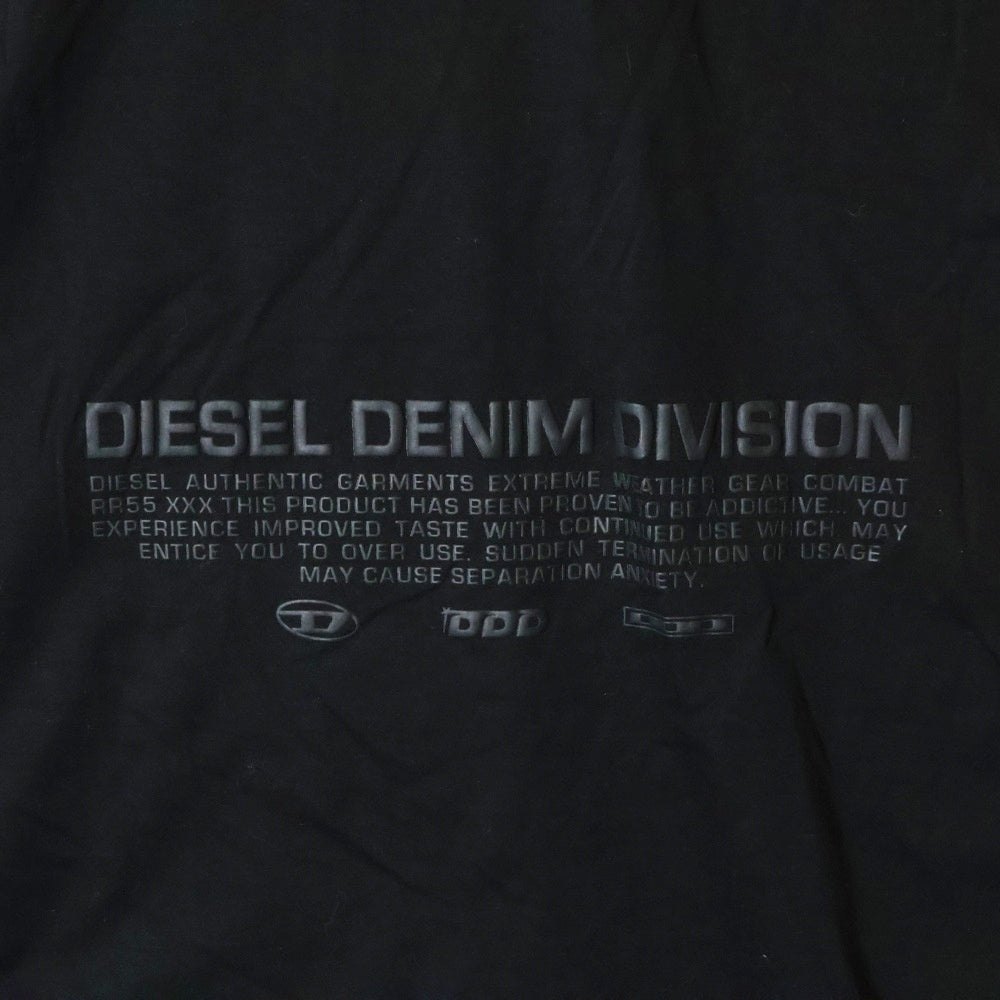 DIESEL DENIM DIVISION
DIESEL AUTHENTIC GARMENTS EXTREME WEATHER GEAR COMBAT
RR55 XXX THIS PRODUCT HAS BEEN PROVEN TO BE ADDICTIVE... YOU
EXPERIENCE IMPROVED TASTE WITH CONTINUED USE WHICH MAY
ENTICE YOU TO OVER USE. SUDDEN TERMINATION OF USAGE
MAY CAUSE SEPARATION ANXIETY.
D DDD